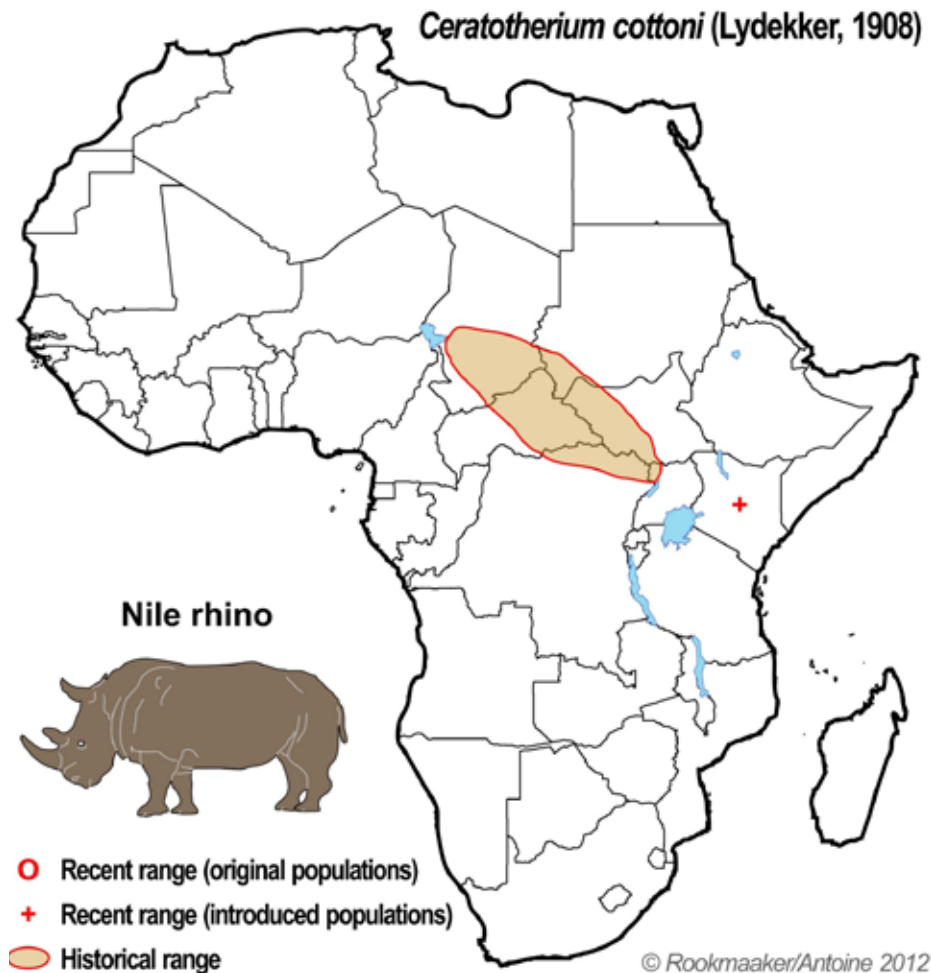 Ceratotherium cottoni (Lydekker, 1908)
Nile rhino
Recent range (original populations)
Recent range (introduced populations)
Historical range
© Rookmaaker/Antoine 2012